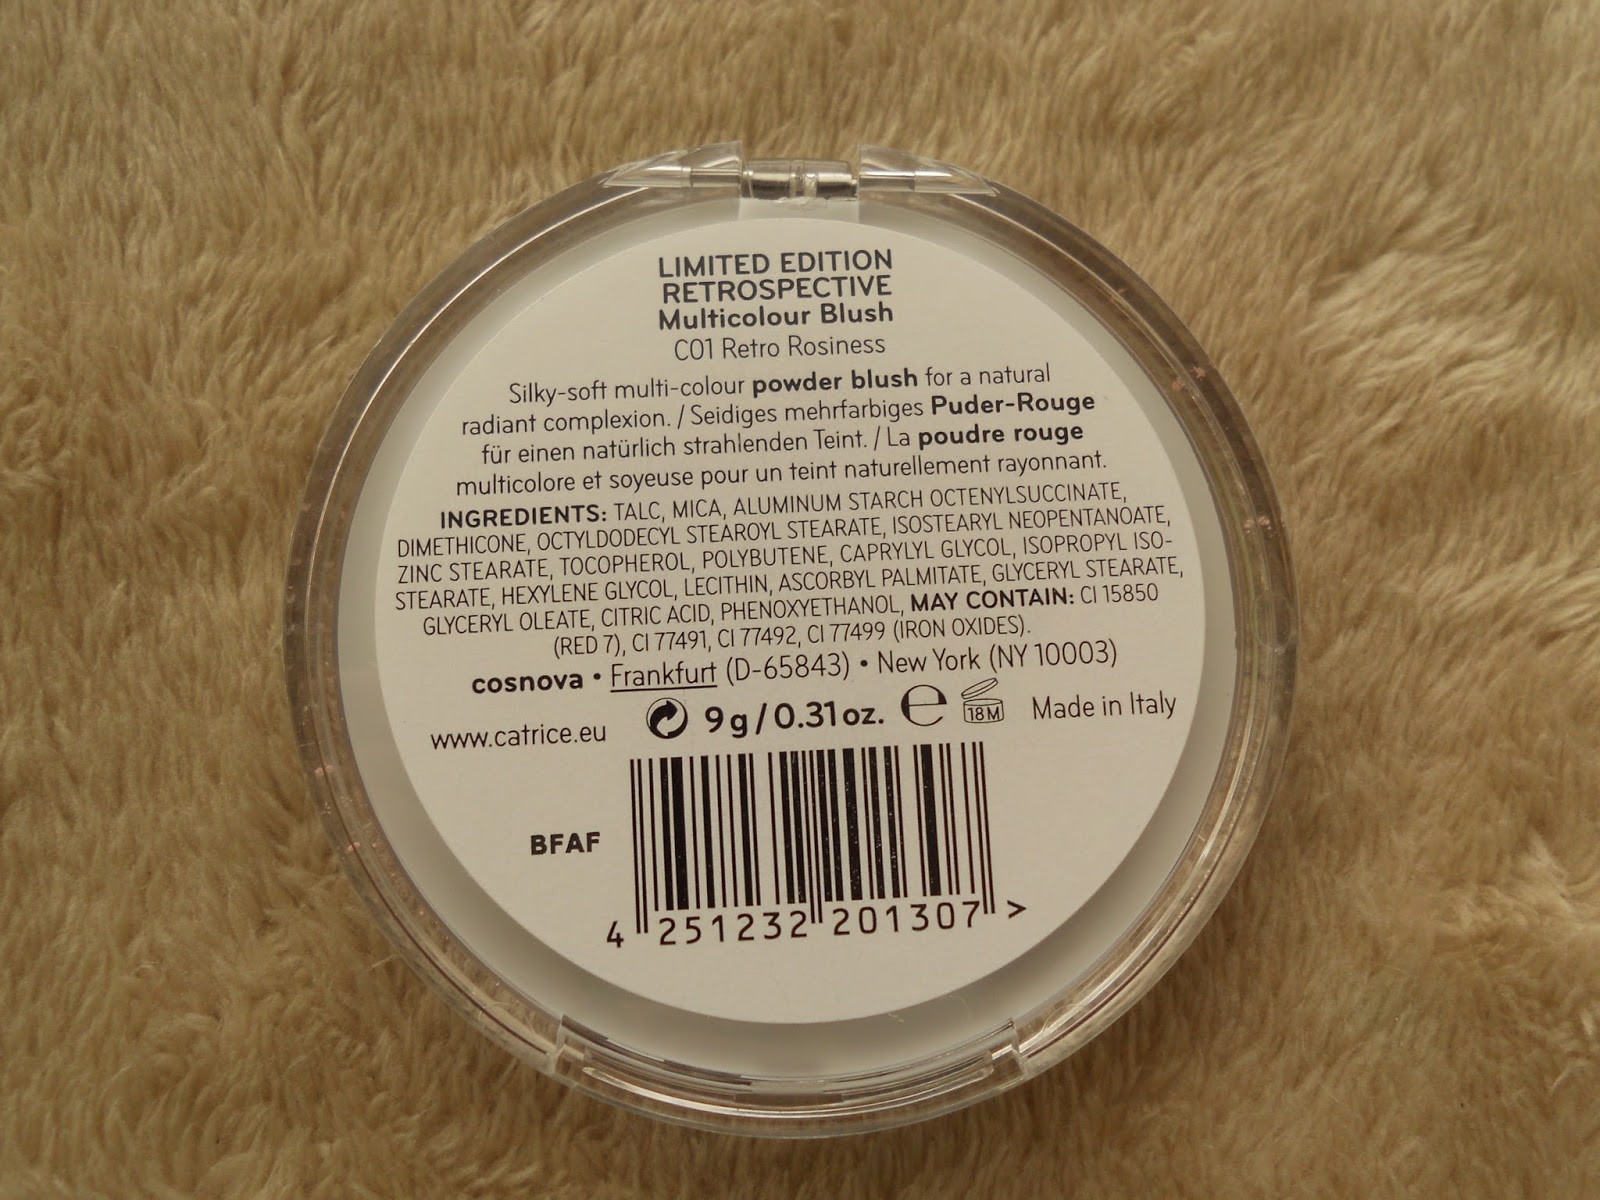 LIMITED EDITION
RETROSPECTIVE
Multicolour Blush
C01 Retro Rosiness
Silky-soft multi-colour powder blush for a natural
radiant complexion. / Seidiges mehrfarbiges Puder-Rouge
für einen natürlich strahlenden Teint. / La poudre rouge
multicolore et soyeuse pour un teint naturellement rayonnant.
INGREDIENTS: TALC, MICA, ALUMINUM STARCH OCTENYLSUCCINATE,
DIMETHICONE, OCTYLDODECYL STEAROYL STEARATE, ISOSTEARYL NEOPENTANOATE,
ZINC STEARATE, TOCOPHEROL, POLYBUTENE, CAPRYLYL GLYCOL, ISOPROPYL ISO-
STEARATE, HEXYLENE GLYCOL, LECITHIN, ASCORBYL PALMITATE, GLYCERYL STEARATE,
GLYCERYL OLEATE, CITRIC ACID, PHENOXYETHANOL, MAY CONTAIN: CI 15850
(RED 7), CI 77491, CI 77492, CI 77499 (IRON OXIDES).
cosnova • Frankfurt (D-65843) • New York (NY 10003)
www.catrice.eu 9 g / 0.31 oz. ℮ 18M Made in Italy
BFAF
4 251232 201307 >